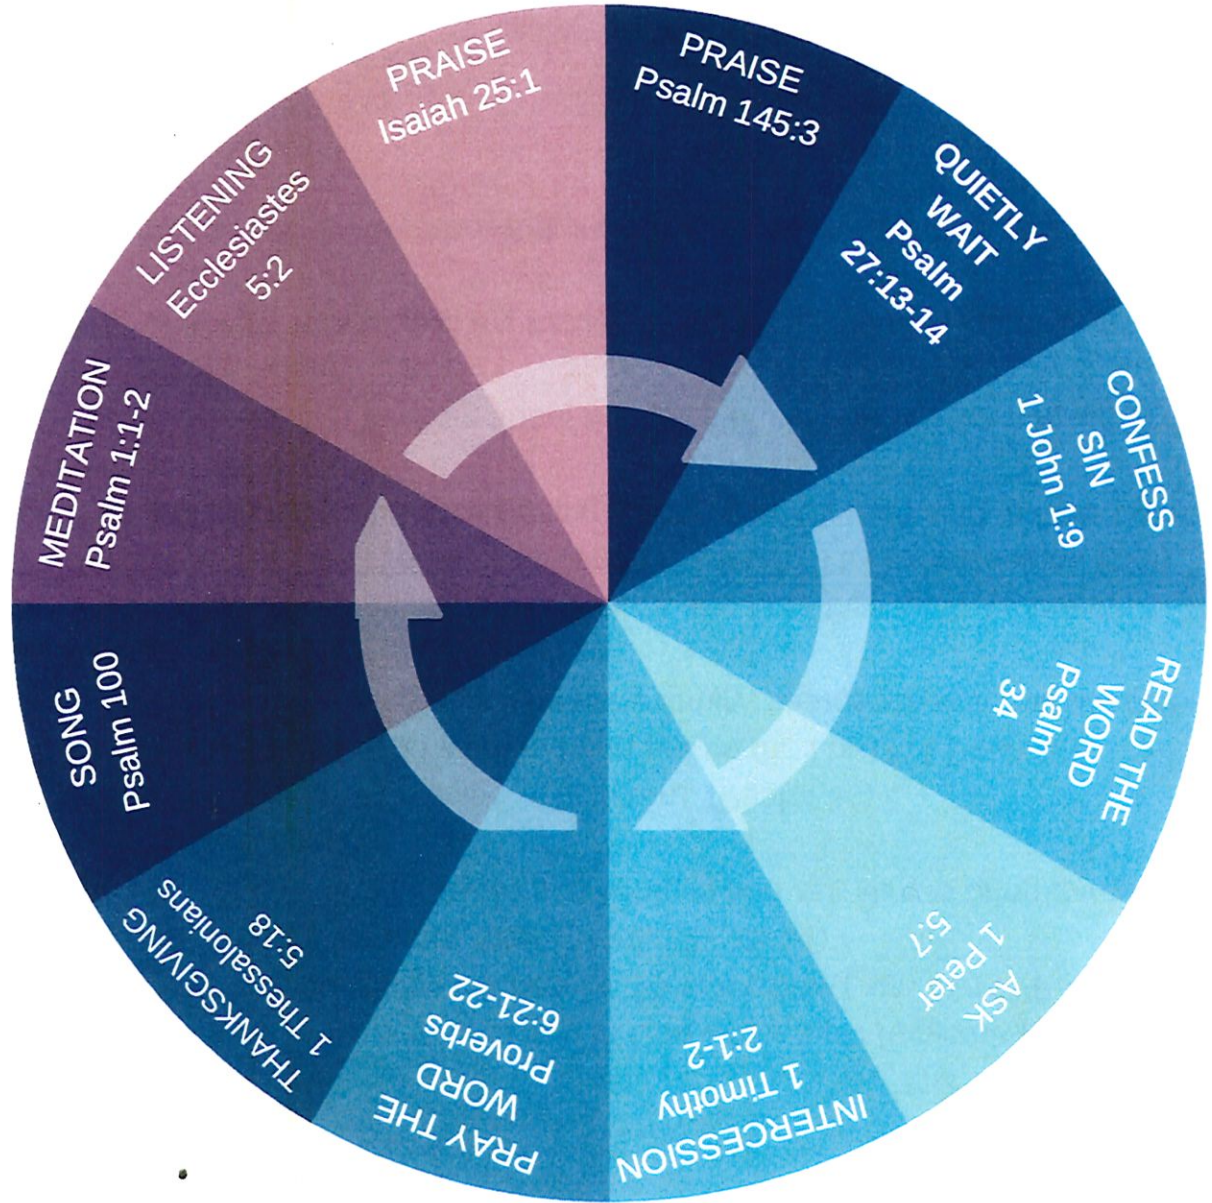 PRAISE
Psalm 145:3
QUIETLY
WAIT
Psalm
27:13-14
CONFESS
SIN
1 John 1:9
READ THE
WORD
Psalm
34
ASK
1 Peter
5:7
INTERCESSION
1 Timothy
2:1-2
PRAY THE
WORD
Proverbs
6:21-22
THANKSGIVING
1 Thessalonians
5:18
SONG
Psalm 100
MEDITATION
Psalm 1:1-2
LISTENING
Ecclesiastes
5:2
PRAISE
Isaiah 25:1